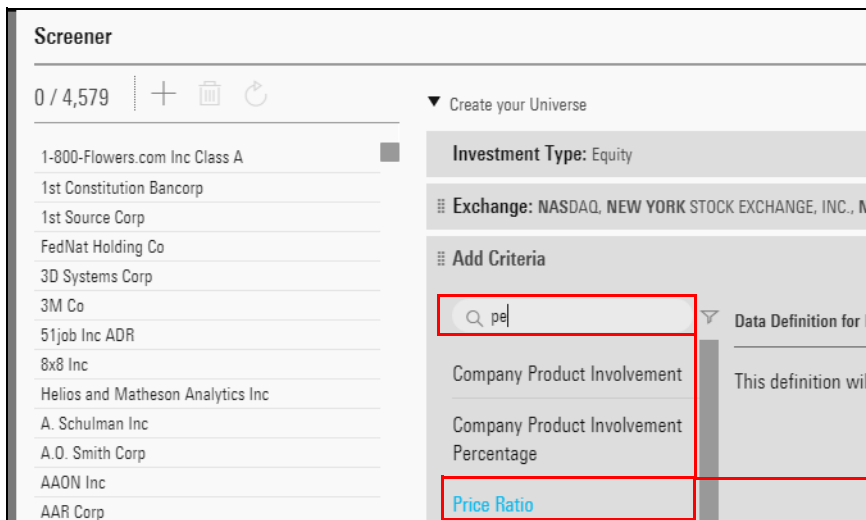 Screener
0 / 4,579
1-800-Flowers.com Inc Class A
1st Constitution Bancorp
1st Source Corp
FedNat Holding Co
3D Systems Corp
3M Co
51job Inc ADR
8x8 Inc
Helios and Matheson Analytics Inc
A. Schulman Inc
A.O. Smith Corp
AAON Inc
AAR Corp
Create your Universe
Investment Type: Equity
Exchange: NASDAQ, NEW YORK STOCK EXCHANGE, INC.,
Add Criteria
pe
Company Product Involvement
Company Product Involvement
Percentage
Price Ratio
Data Definition for
This definition wil